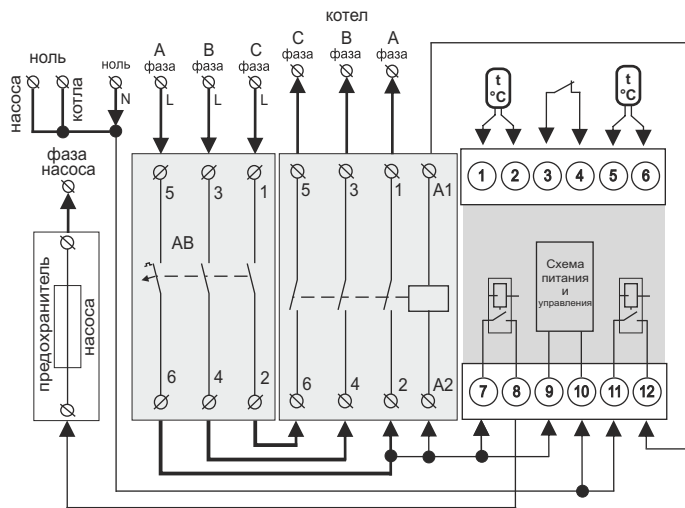 котел
ноль
ноль
A
фаза
B
фаза
C
фаза
C
фаза
B
фаза
A
фаза
насоса
котла
N
L
L
L
t
°C
t
°C
фаза
насоса
5
3
1
5
3
1
A1
1
2
3
4
5
6
AB
предохранитель
насоса
Схема
питания
и
управления
6
4
2
6
4
2
A2
7
8
9
10
11
12